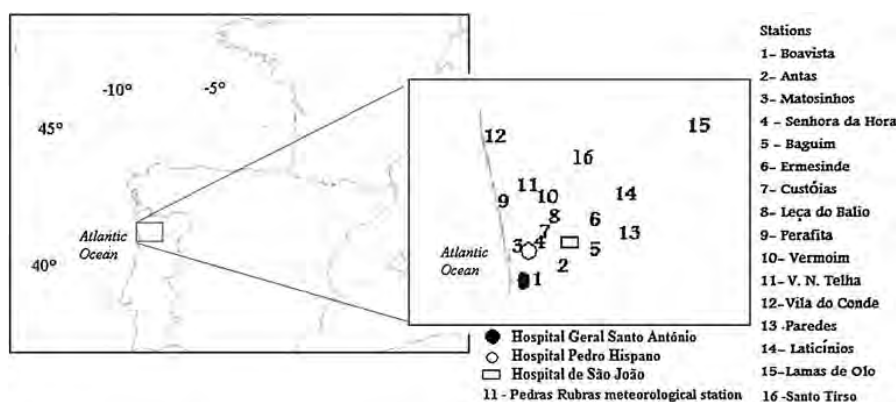 -10° -5°
45°
40°
Atlantic
Ocean
12
15
16
11
10
14
9
8
6
7
13
3
4
5
2
1
Atlantic
Ocean
Hospital Geral Santo António
Hospital Pedro Hispano
Hospital de São João
11 - Pedras Rubras meteorological station
Stations
1- Boavista
2- Antas
3- Matosinhos
4 - Senhora da Hora
5 - Baguim
6- Ermesinde
7- Custóias
8- Leça do Balio
9- Perafita
10- Vermoim
11- V. N. Telha
12- Vila do Conde
13 -Paredes
14- Laticínios
15-Lamas de Olo
16 -Santo Tirso